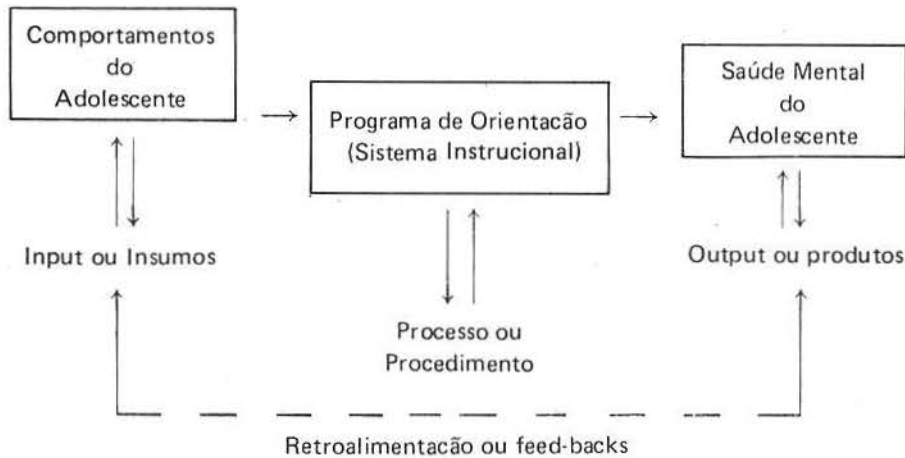 Comportamentos
do
Adolescente
Programa de Orientacão
(Sistema Instrucional)
Saúde Mental
do
Adolescente
Input ou Insumos
Processo ou
Procedimento
Output ou produtos
Retroalimentacão ou feed-backs